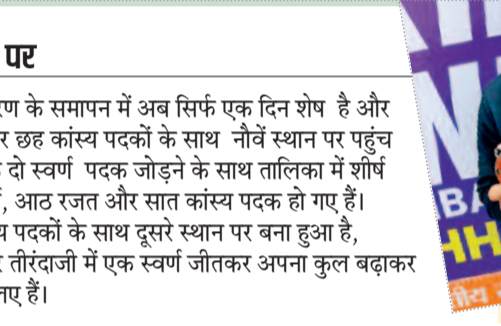 पर
के समापन में अब सिर्फ एक दिन शेष है और
छह कांस्य पदकों के साथ नौवें स्थान पर पहुंच
दो स्वर्ण पदक जोड़ने के साथ तालिका में शीर्ष
, आठ रजत और सात कांस्य पदक हो गए हैं।
पदकों के साथ दूसरे स्थान पर बना हुआ है,
तीरंदाजी में एक स्वर्ण जीतकर अपना कुल बढ़ाकर
हैं।